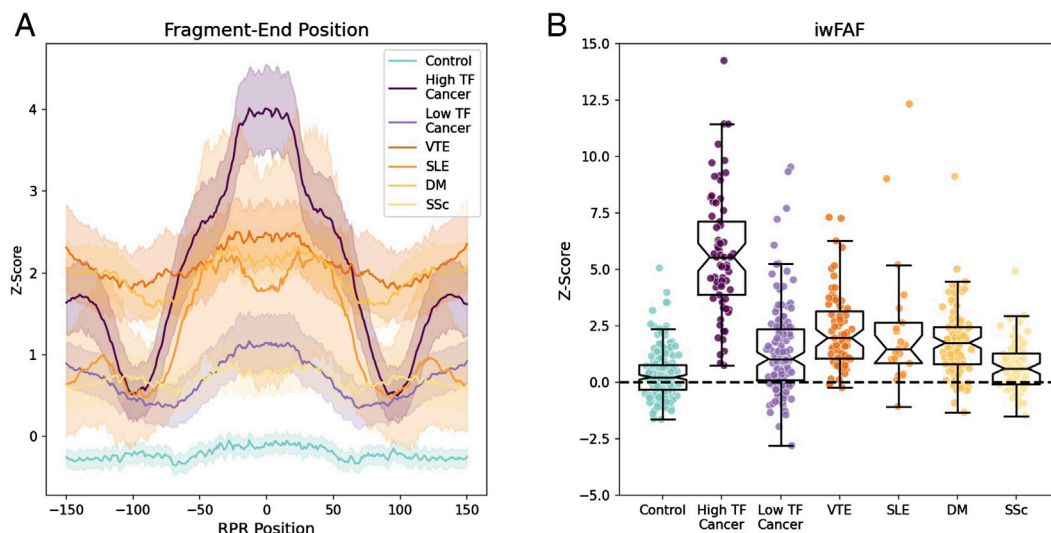 A
Fragment-End Position
Z-Score
4
3
2
1
0
−150
−100
−50
0
50
100
150
RPR Position
Control
High TF
Cancer
Low TF
Cancer
VTE
SLE
DM
SSc
B
iwFAF
Z-Score
15.0
12.5
10.0
7.5
5.0
2.5
0.0
−2.5
−5.0
Control
High TF
Cancer
Low TF
Cancer
VTE
SLE
DM
SSc